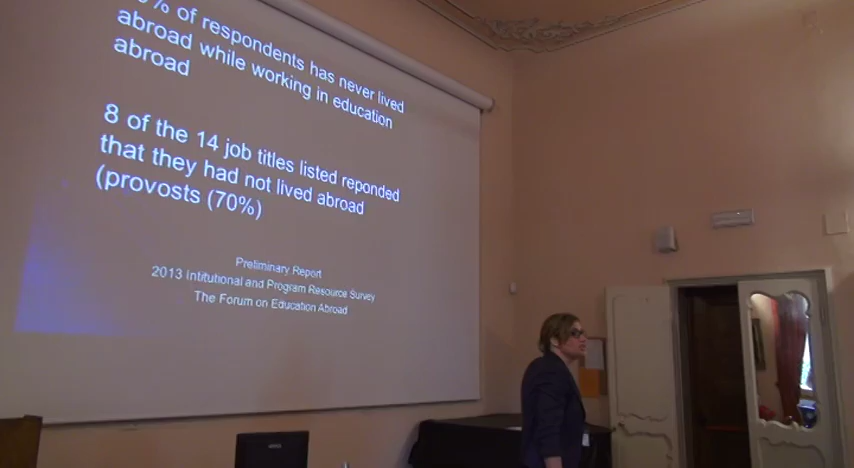 % of respondents has never lived
abroad while working in education
abroad
8 of the 14 job titles listed reponded
that they had not lived abroad
(provosts (70%)
Preliminary Report
2013 Intitutional and Program Resource Survey
The Forum on Education Abroad